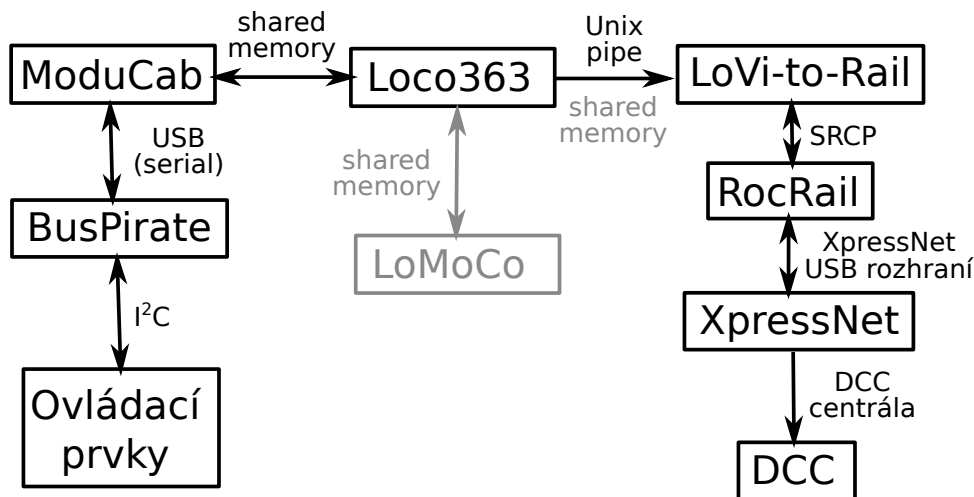 shared
memory
Unix
pipe
ModuCab
Loco363
LoVi-to-Rail
USB
(serial)
shared
memory
shared
memory
SRCP
BusPirate
RocRail
LoMoCo
XpressNet
USB rozhraní
I²C
XpressNet
Ovládací
prvky
DCC
centrála
DCC